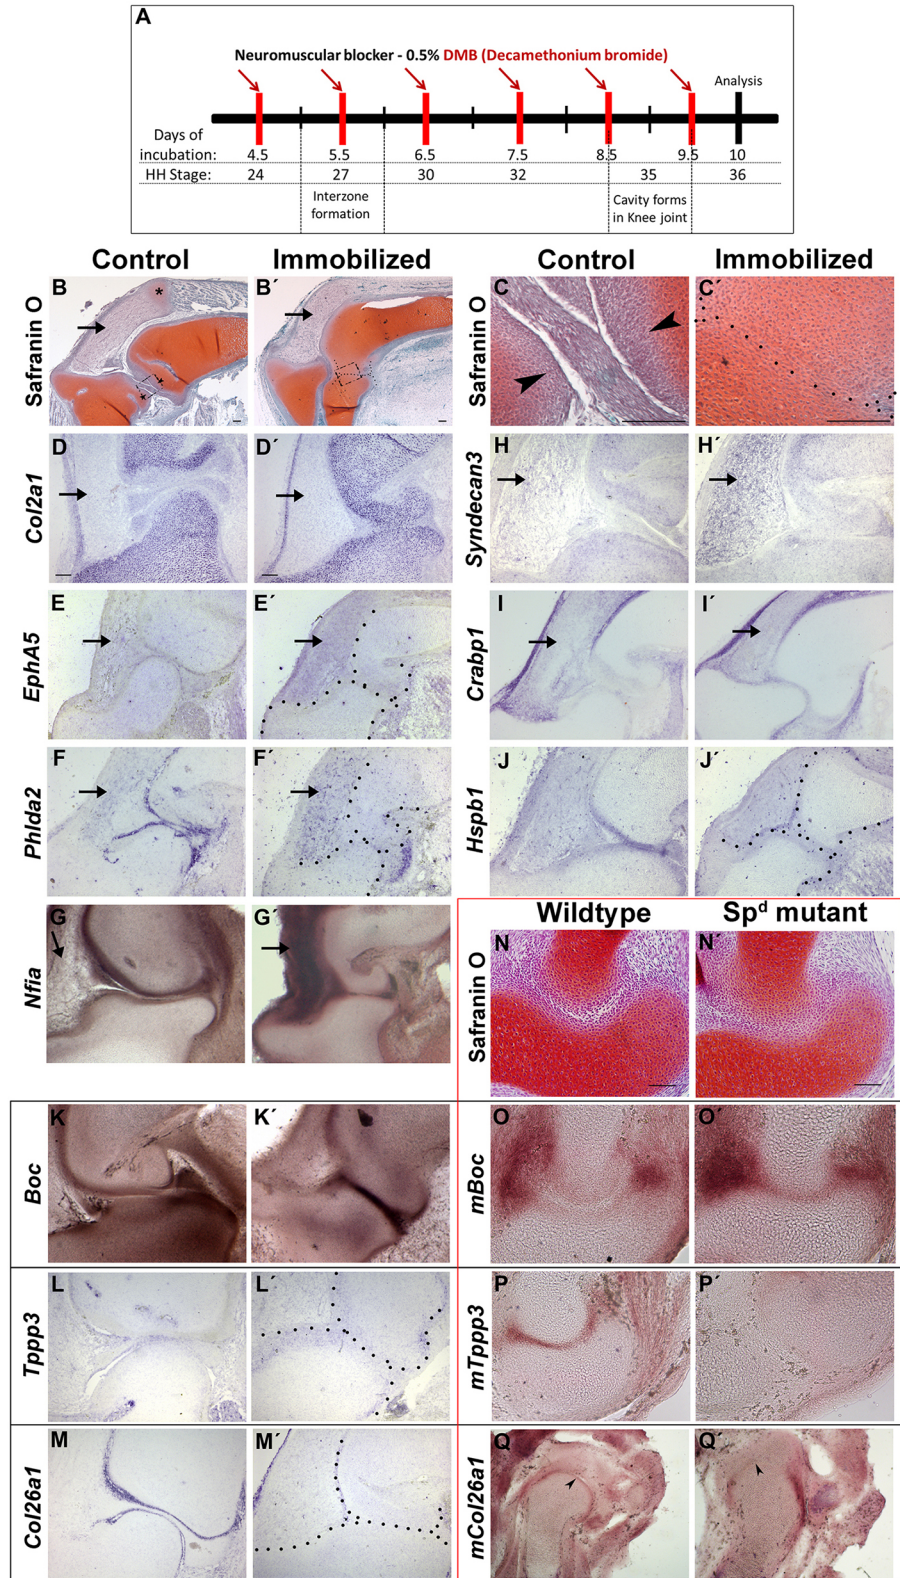 A
Neuromuscular blocker - 0.5% DMB (Decamethonium bromide)
Analysis
Days of
incubation: 4.5 5.5 6.5 7.5 8.5 9.5 10
HH Stage: 24 27 30 32 35 36
Interzone
formation
Cavity forms
in Knee joint
Control Immobilized Control Immobilized
Safranin O B * * * B´ Safranin O C C´
Col2a1 D D´ Syndecan3 H H´
EphA5 E E´ Crabp1 I I´
Phlda2 F F´ Hspb1 J J´
Nfia G G´
Wildtype Spd mutant
Safranin O N N´
Boc K K´ mBoc O O´
Tppp3 L L´ mTppp3 P P´
Col26a1 M M´ mCol26a1 Q Q´